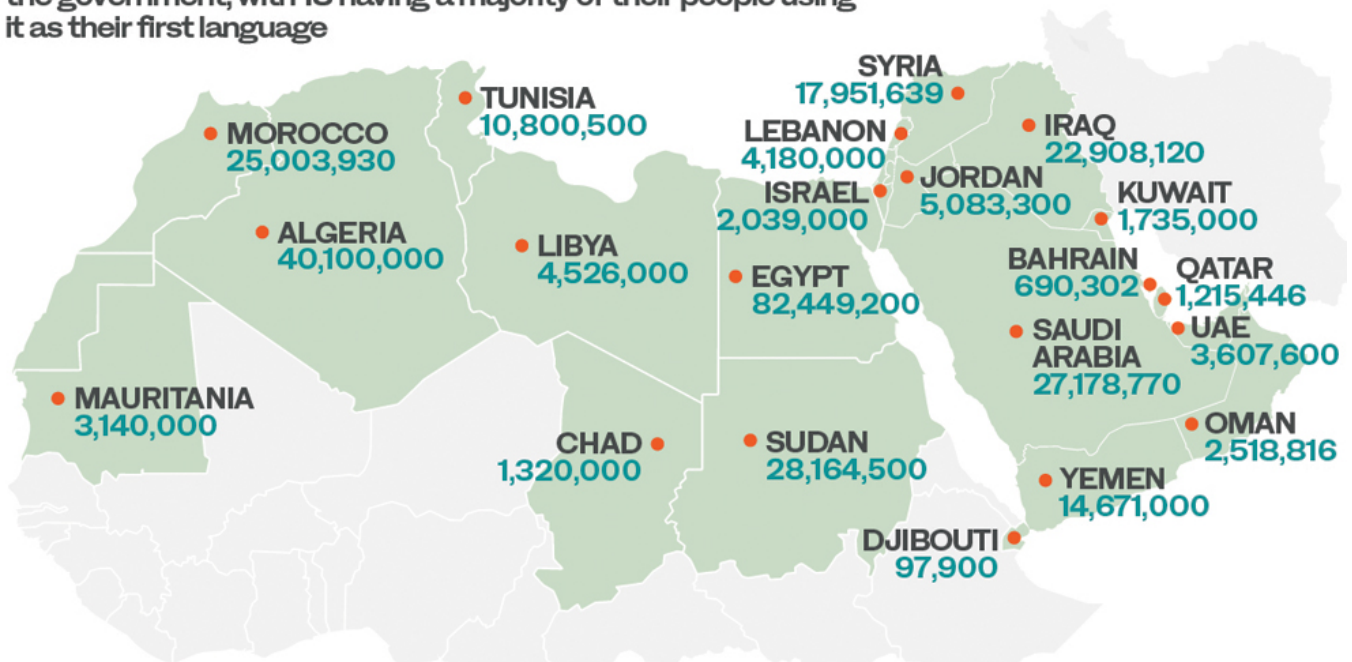 it as their first language
SYRIA
17,951,639
TUNISIA
10,800,500
MOROCCO
25,003,930
LEBANON
4,180,000
IRAQ
22,908,120
ISRAEL
2,039,000
JORDAN
5,083,300
KUWAIT
1,735,000
ALGERIA
40,100,000
LIBYA
4,526,000
EGYPT
82,449,200
BAHRAIN
690,302
QATAR
1,215,446
SAUDI
ARABIA
27,178,770
UAE
3,607,600
MAURITANIA
3,140,000
CHAD
1,320,000
SUDAN
28,164,500
OMAN
2,518,816
YEMEN
14,671,000
DJIBOUTI
97,900